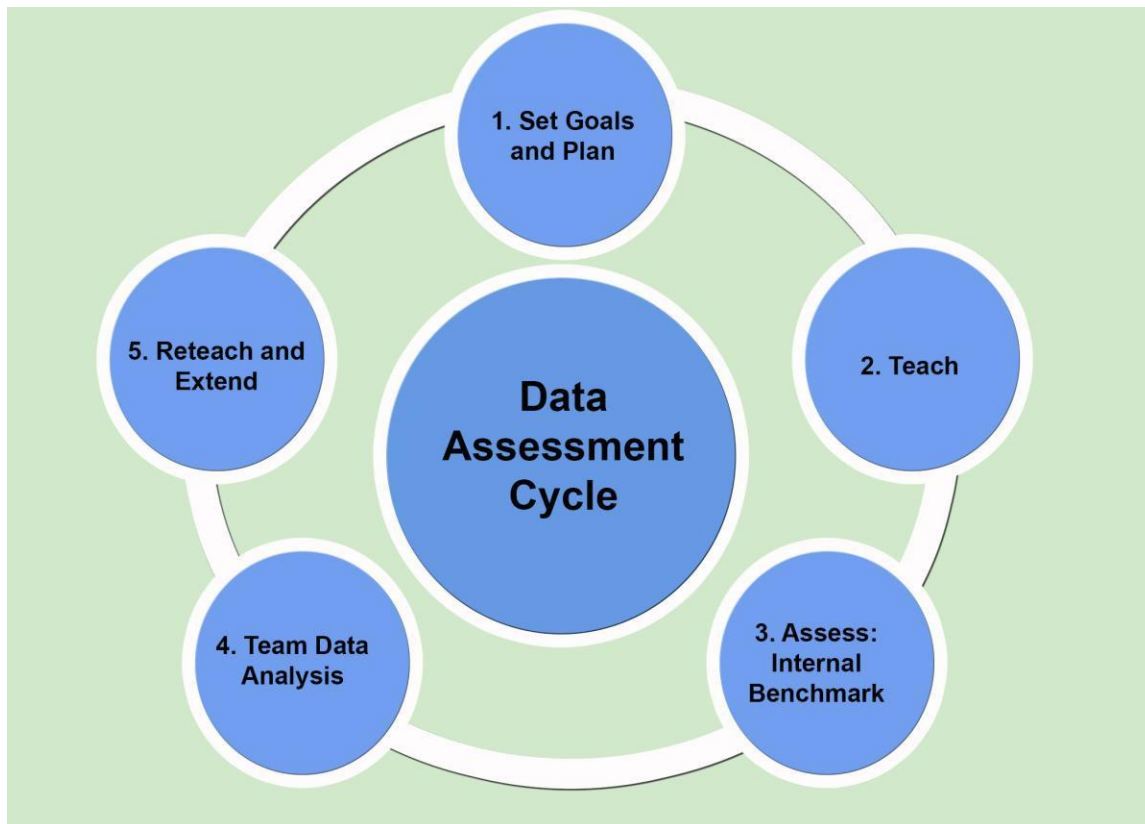 1. Set Goals
and Plan
2. Teach
3. Assess:
Internal
Benchmark
4. Team Data
Analysis
5. Reteach and
Extend
Data
Assessment
Cycle